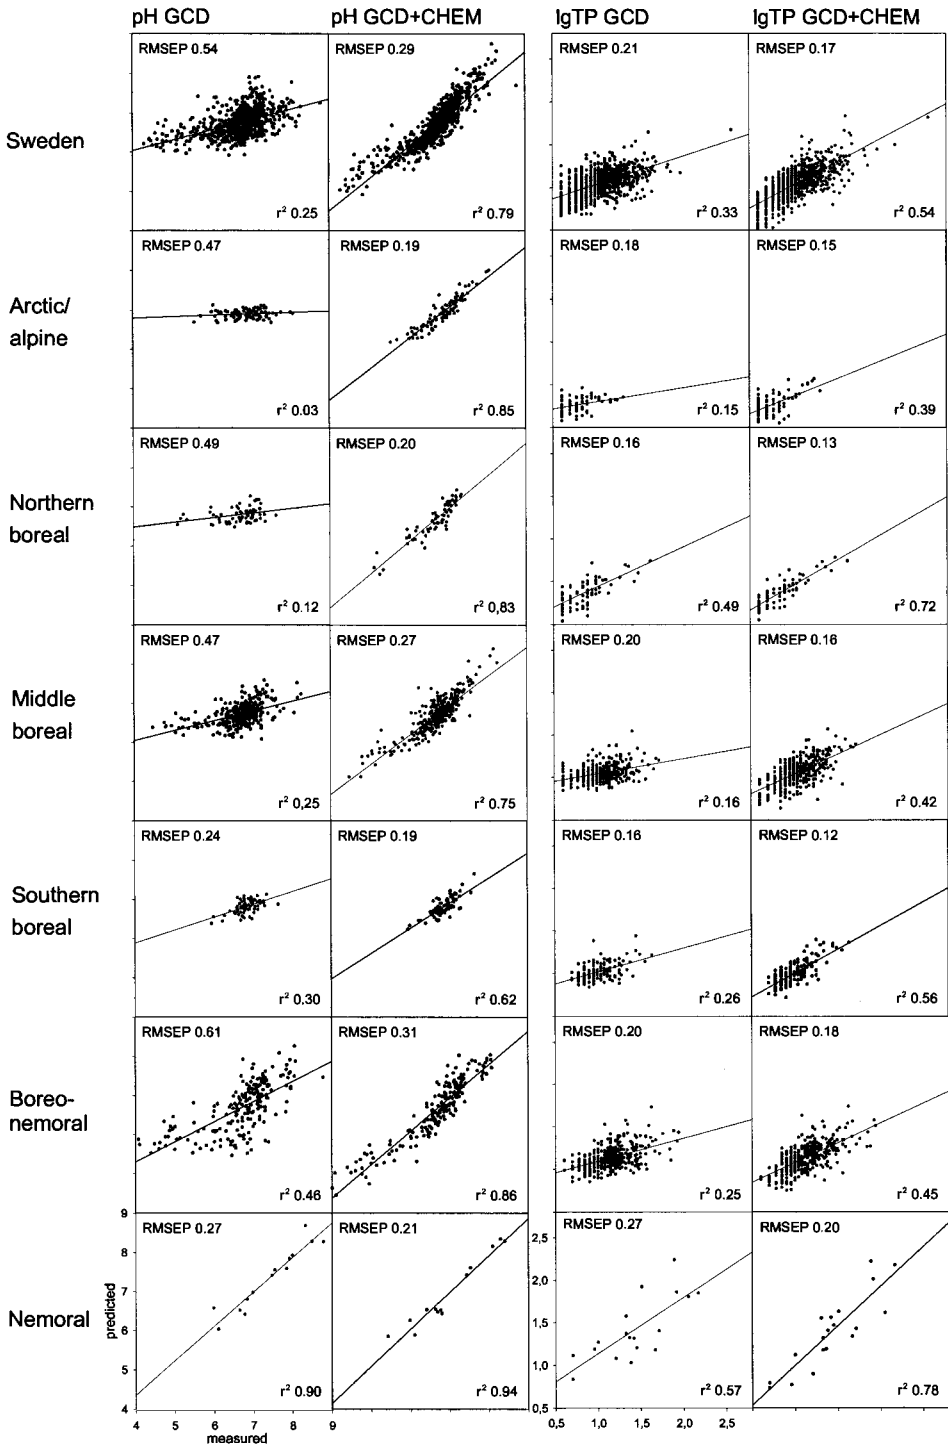 pH GCD pH GCD+CHEM lgTP GCD lgTP GCD+CHEM
Sweden
RMSEP 0.54 RMSEP 0.29 RMSEP 0.21 RMSEP 0.17
r² 0.25 r² 0.79 r² 0.33 r² 0.54
Arctic/
alpine
RMSEP 0.47 RMSEP 0.19 RMSEP 0.18 RMSEP 0.15
r² 0.03 r² 0.85 r² 0.15 r² 0.39
Northern
boreal
RMSEP 0.49 RMSEP 0.20 RMSEP 0.16 RMSEP 0.13
r² 0.12 r² 0,83 r² 0.49 r² 0.72
Middle
boreal
RMSEP 0.47 RMSEP 0.27 RMSEP 0.20 RMSEP 0.16
r² 0,25 r² 0.75 r² 0.16 r² 0.42
Southern
boreal
RMSEP 0.24 RMSEP 0.19 RMSEP 0.16 RMSEP 0.12
r² 0.30 r² 0.62 r² 0.26 r² 0.56
Boreo-
nemoral
RMSEP 0.61 RMSEP 0.31 RMSEP 0.20 RMSEP 0.18
r² 0.46 r² 0.86 r² 0.25 r² 0.45
Nemoral
RMSEP 0.27 RMSEP 0.21 RMSEP 0.27 RMSEP 0.20
r² 0.90 r² 0.94 r² 0.57 r² 0.78
predicted
9
8
7
6
5
4
4 5 6 7 8 9
measured
2,5
2,0
1,5
1,0
0,5
0,5 1,0 1,5 2,0 2,5